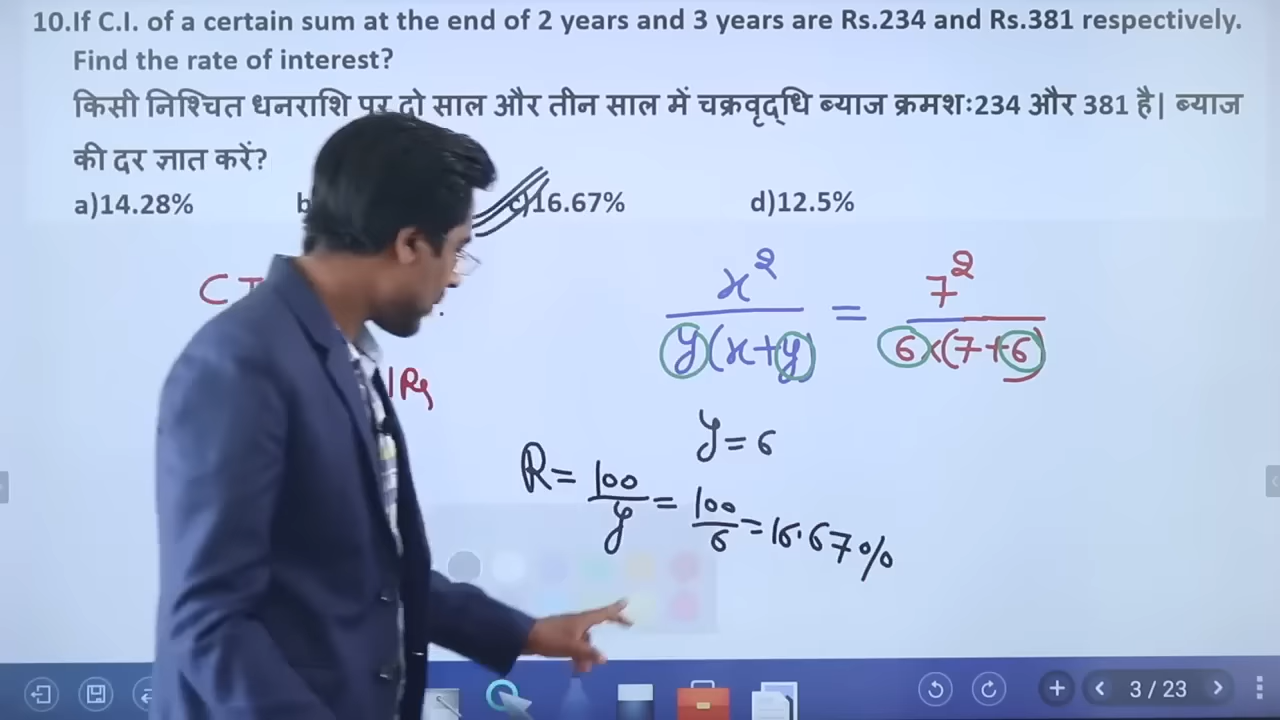 10.If C.I. of a certain sum at the end of 2 years and 3 years are Rs.234 and Rs.381 respectively.
Find the rate of interest?
किसी निश्चित धनराशि पर दो साल और तीन साल में चक्रवृद्धि ब्याज क्रमशः234 और 381 है| ब्याज
की दर ज्ञात करें?
a)14.28% b c)16.67% d)12.5%
x² / y(x+y) = 7² / 6×(7+6)
y = 6
R = 100/y = 100/6 = 16.67%
3 / 23